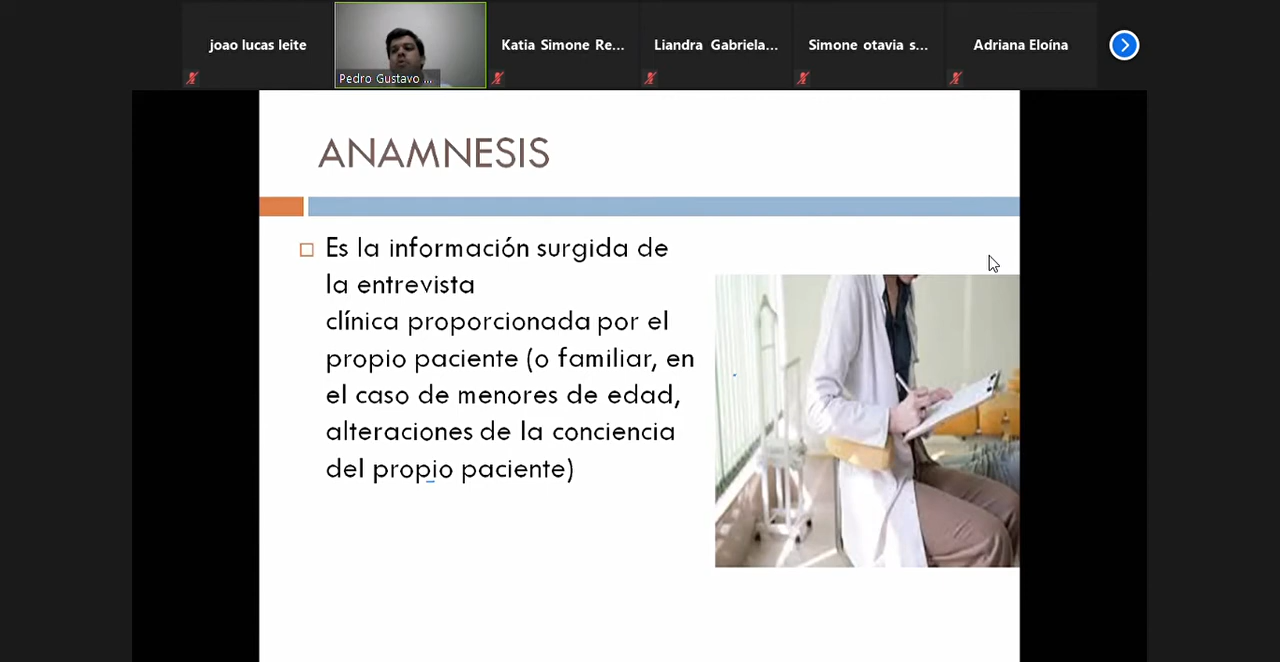 joao lucas leite
Pedro Gustavo ...
Katia Simone Re...
Liandra Gabriela...
Simone otavia s...
Adriana Eloína
ANAMNESIS
Es la información surgida de
la entrevista
clínica proporcionada por el
propio paciente (o familiar, en
el caso de menores de edad,
alteraciones de la conciencia
del propio paciente)